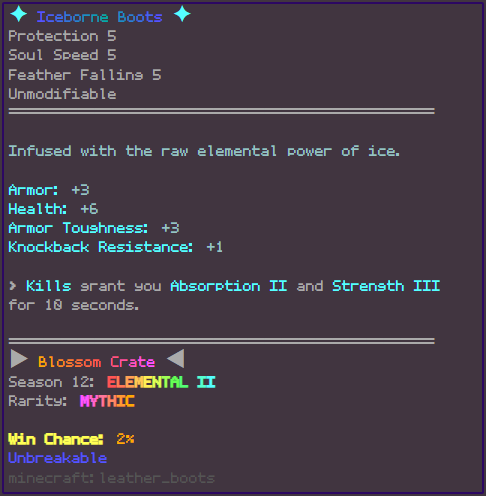 ✦ Iceborne Boots ✦
Protection 5
Soul Speed 5
Feather Falling 5
Unmodifiable
Infused with the raw elemental power of ice.
Armor: +3
Health: +6
Armor Toughness: +3
Knockback Resistance: +1
> Kills grant you Absorption II and Strength III
for 10 seconds.
▶ Blossom Crate ◀
Season 12: ELEMENTAL II
Rarity: MYTHIC
Win Chance: 2%
Unbreakable
minecraft:leather_boots